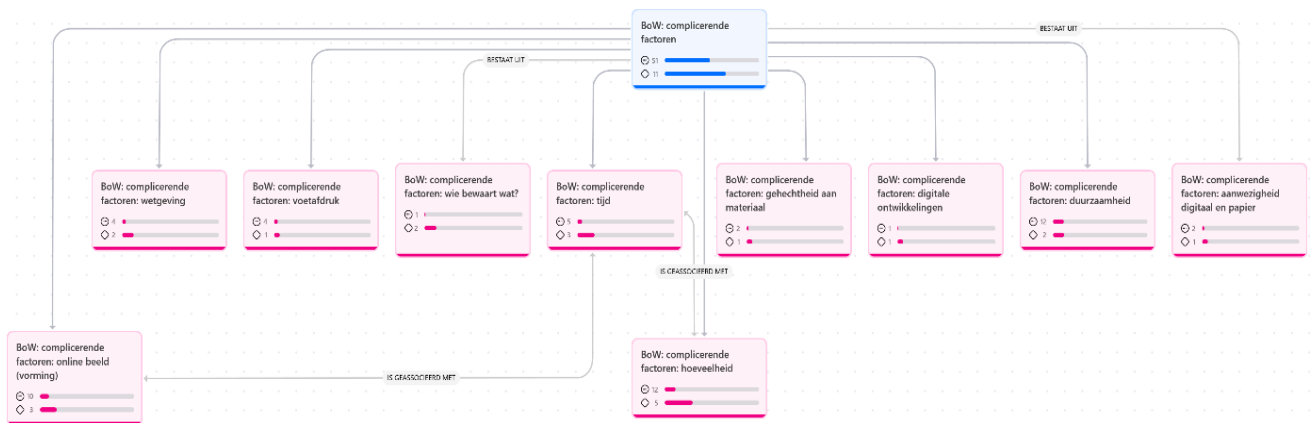 BoW: complicerende
factoren
51
11
BESTAAT UIT
BESTAAT UIT
BoW: complicerende
factoren: wetgeving
4
2
BoW: complicerende
factoren: voetafdruk
4
1
BoW: complicerende
factoren: wie bewaart wat?
1
2
BoW: complicerende
factoren: tijd
5
3
BoW: complicerende
factoren: gehechtheid aan
materiaal
2
1
BoW: complicerende
factoren: digitale
ontwikkelingen
1
1
BoW: complicerende
factoren: duurzaamheid
12
2
BoW: complicerende
factoren: aanwezigheid
digitaal en papier
2
1
IS GEASSOCIEERD MET
BoW: complicerende
factoren: online beeld
(vorming)
10
3
IS GEASSOCIEERD MET
BoW: complicerende
factoren: hoeveelheid
12
5